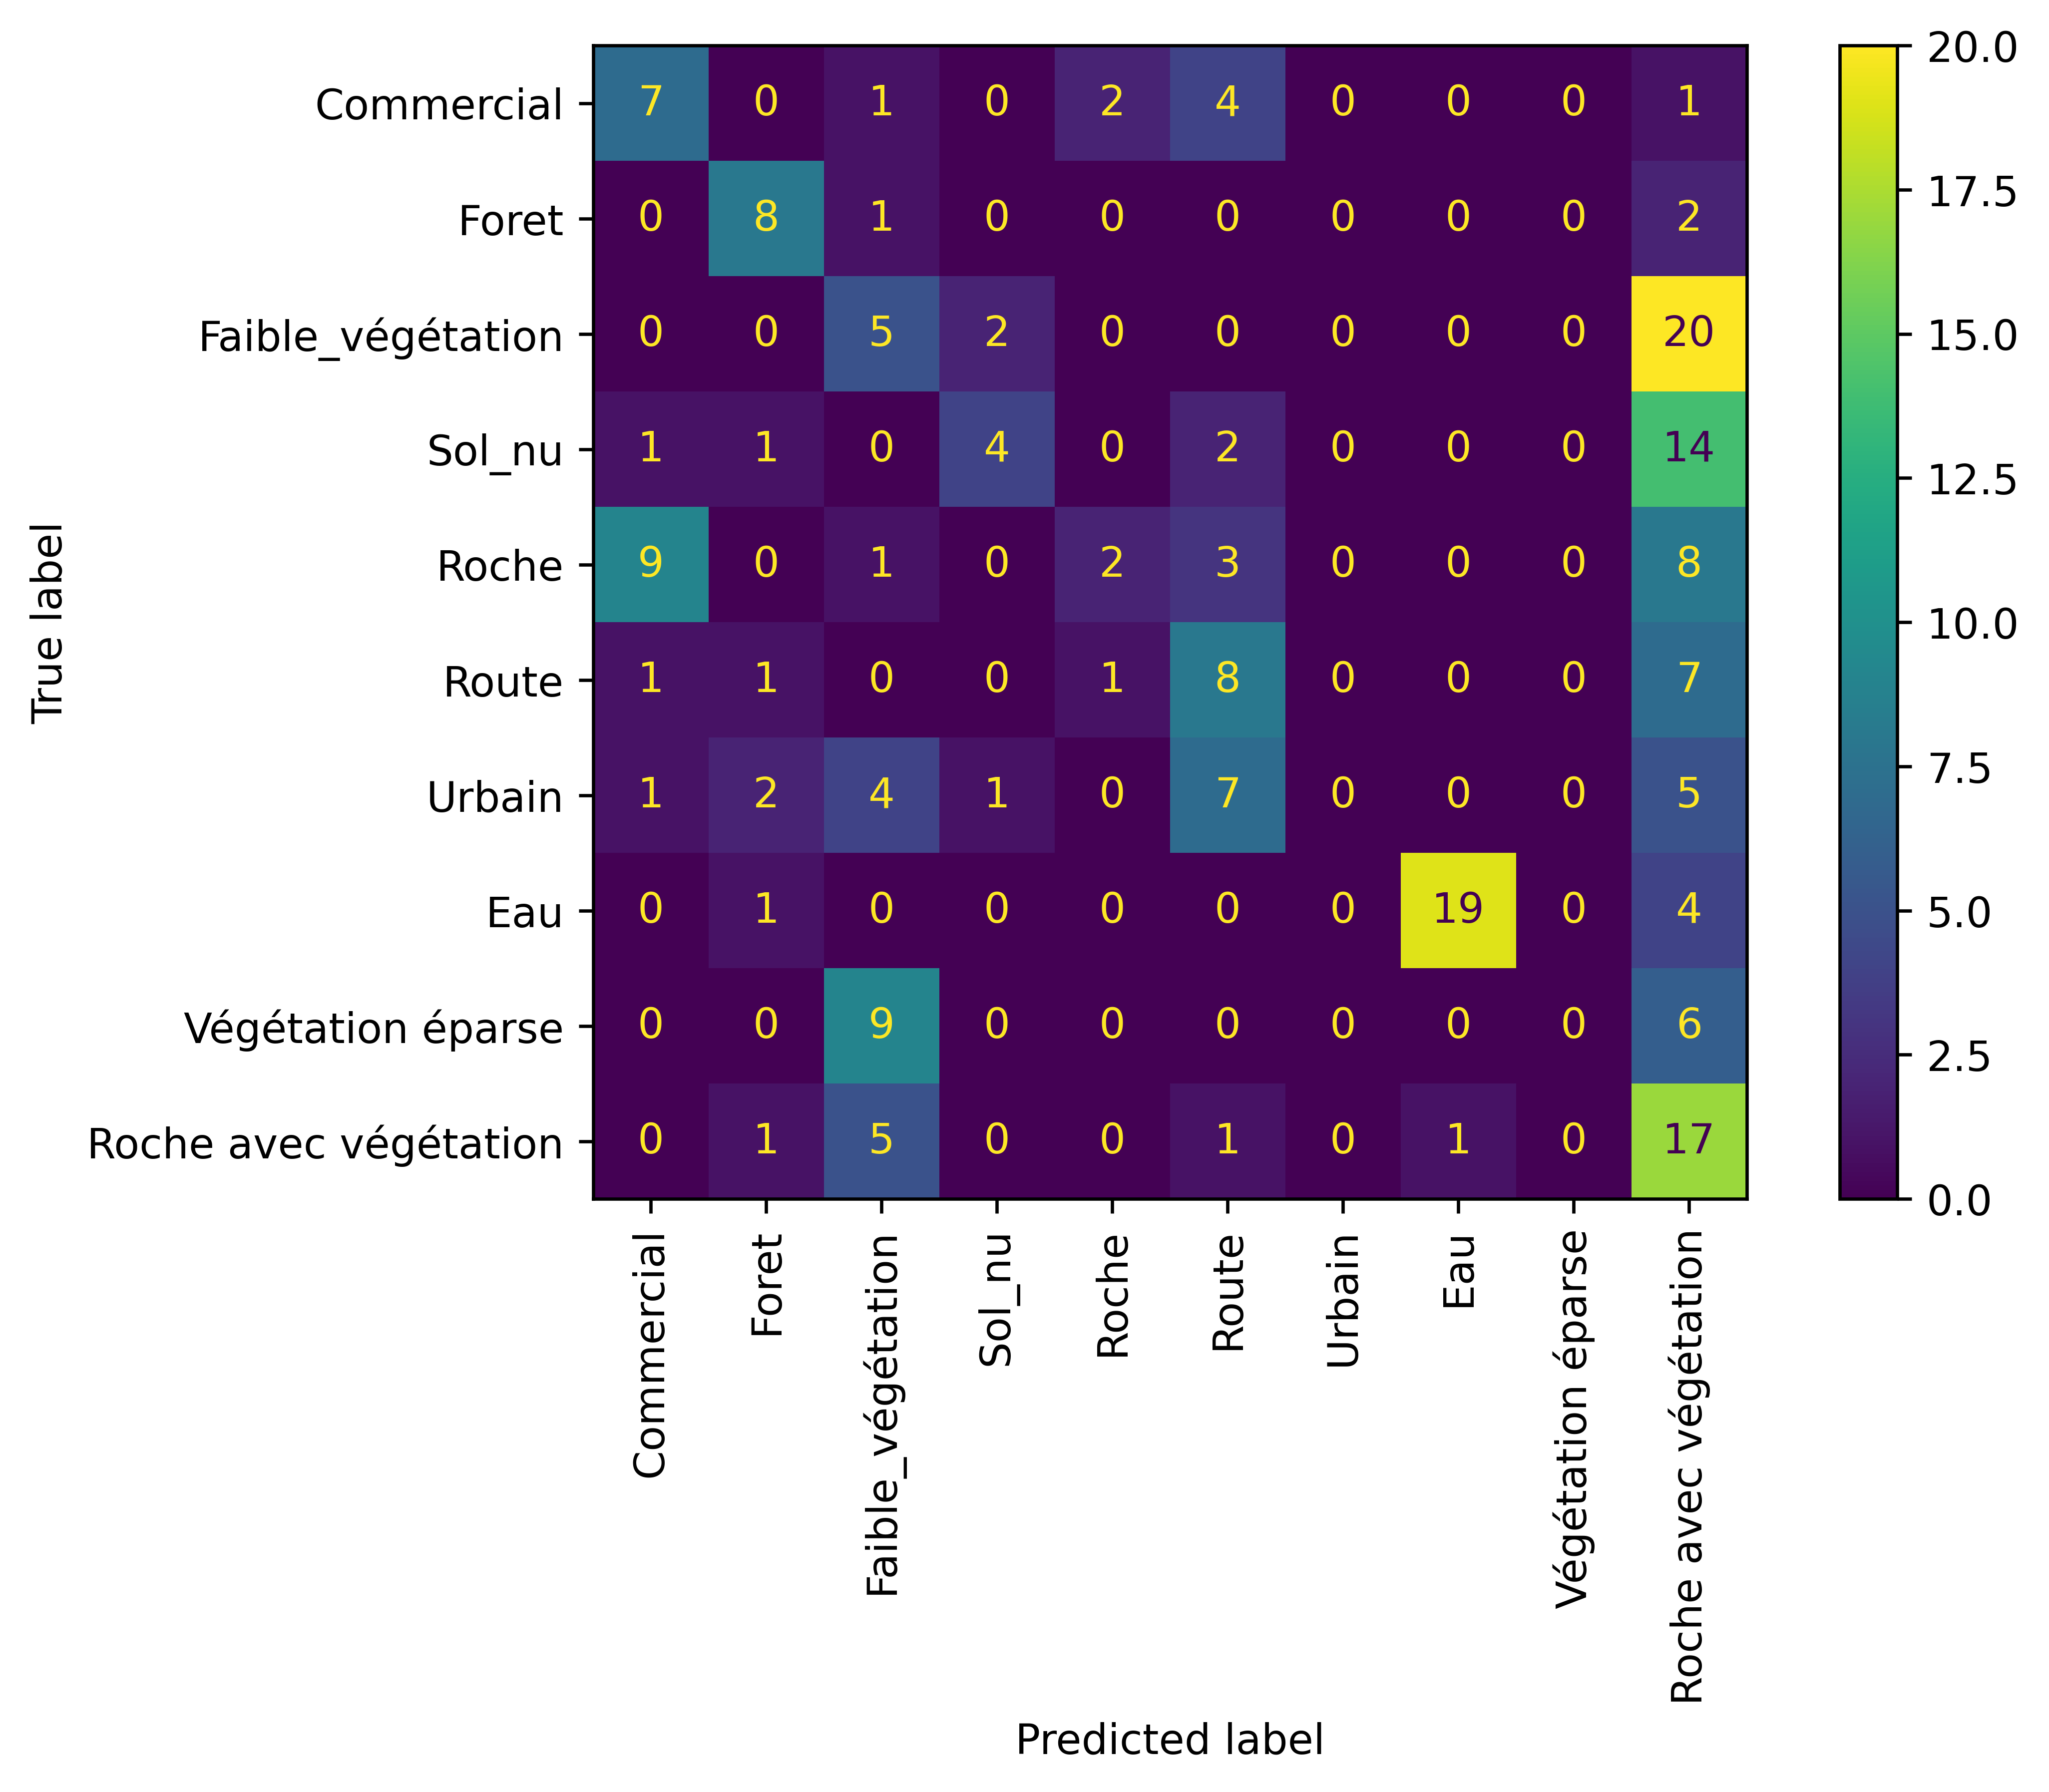 True label
Commercial 7 0 1 0 2 4 0 0 0 1
Foret 0 8 1 0 0 0 0 0 0 2
Faible_végétation 0 0 5 2 0 0 0 0 0 20
Sol_nu 1 1 0 4 0 2 0 0 0 14
Roche 9 0 1 0 2 3 0 0 0 8
Route 1 1 0 0 1 8 0 0 0 7
Urbain 1 2 4 1 0 7 0 0 0 5
Eau 0 1 0 0 0 0 0 19 0 4
Végétation éparse 0 0 9 0 0 0 0 0 0 6
Roche avec végétation 0 1 5 0 0 1 0 1 0 17
Commercial
Foret
Faible_végétation
Sol_nu
Roche
Route
Urbain
Eau
Végétation éparse
Roche avec végétation
Predicted label
20.0
17.5
15.0
12.5
10.0
7.5
5.0
2.5
0.0